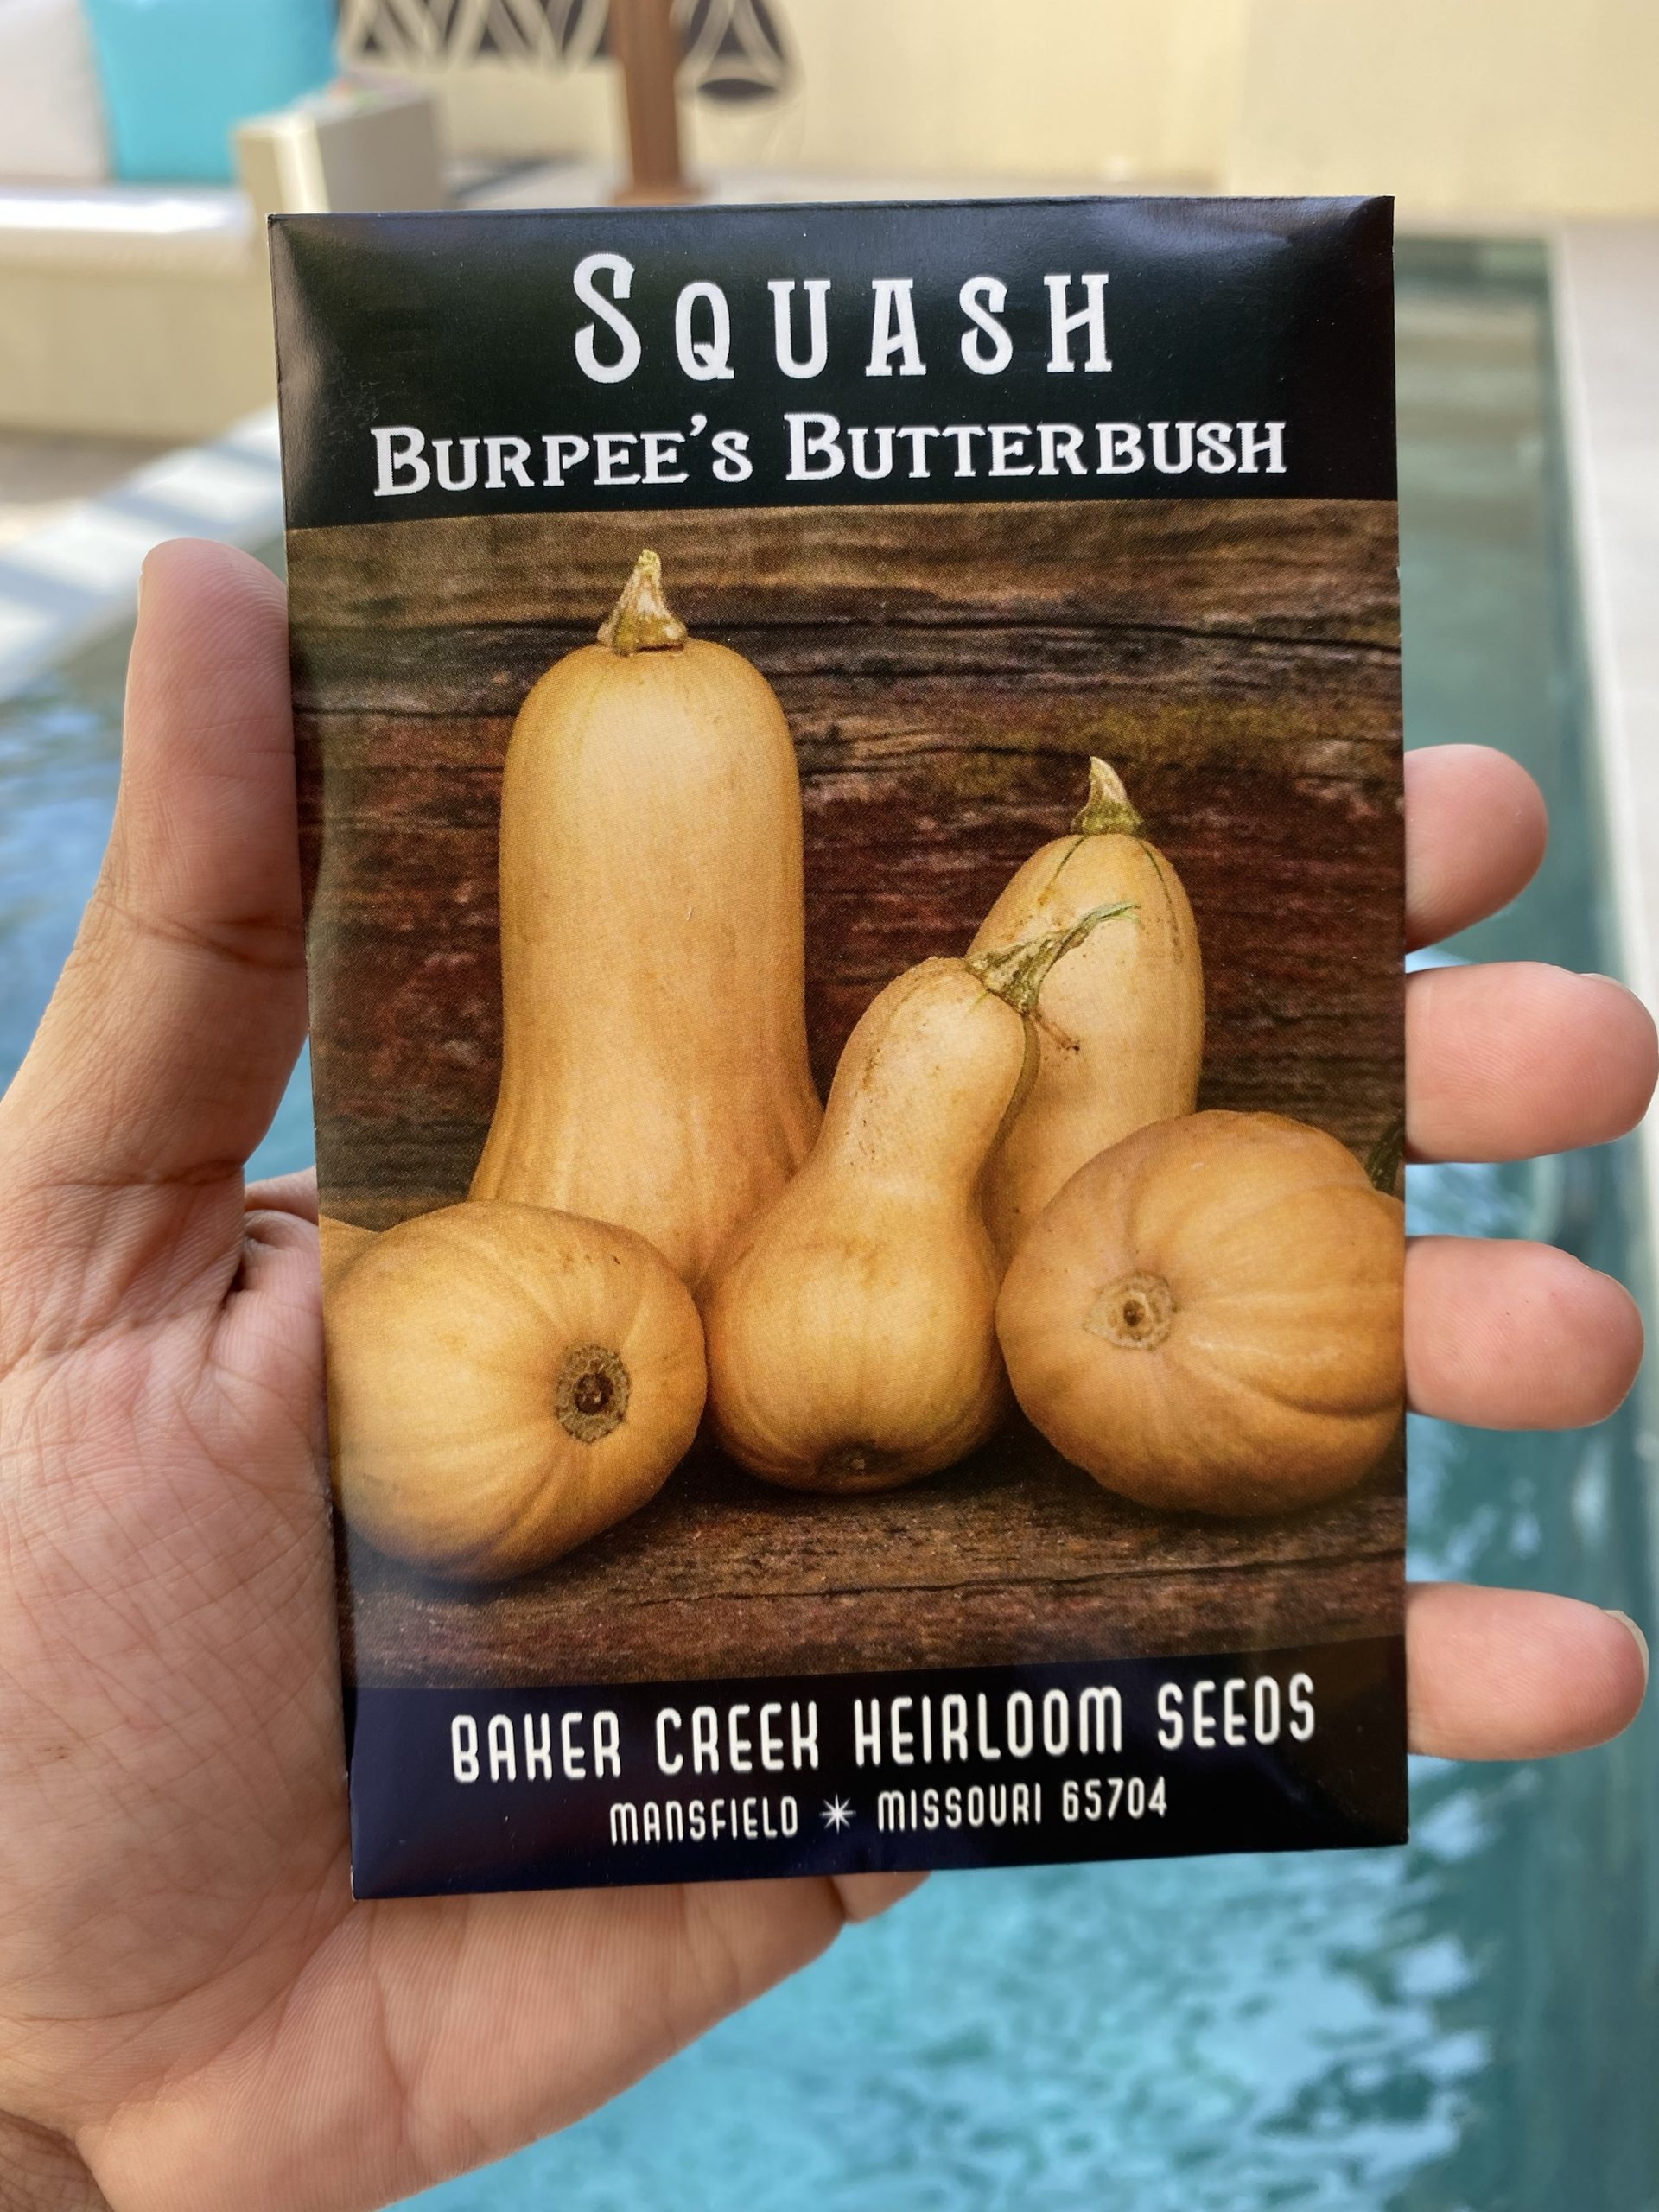 SQUASH
BURPEE'S BUTTERBUSH
BAKER CREEK HEIRLOOM SEEDS
MANSFIELD ✴ MISSOURI 65704